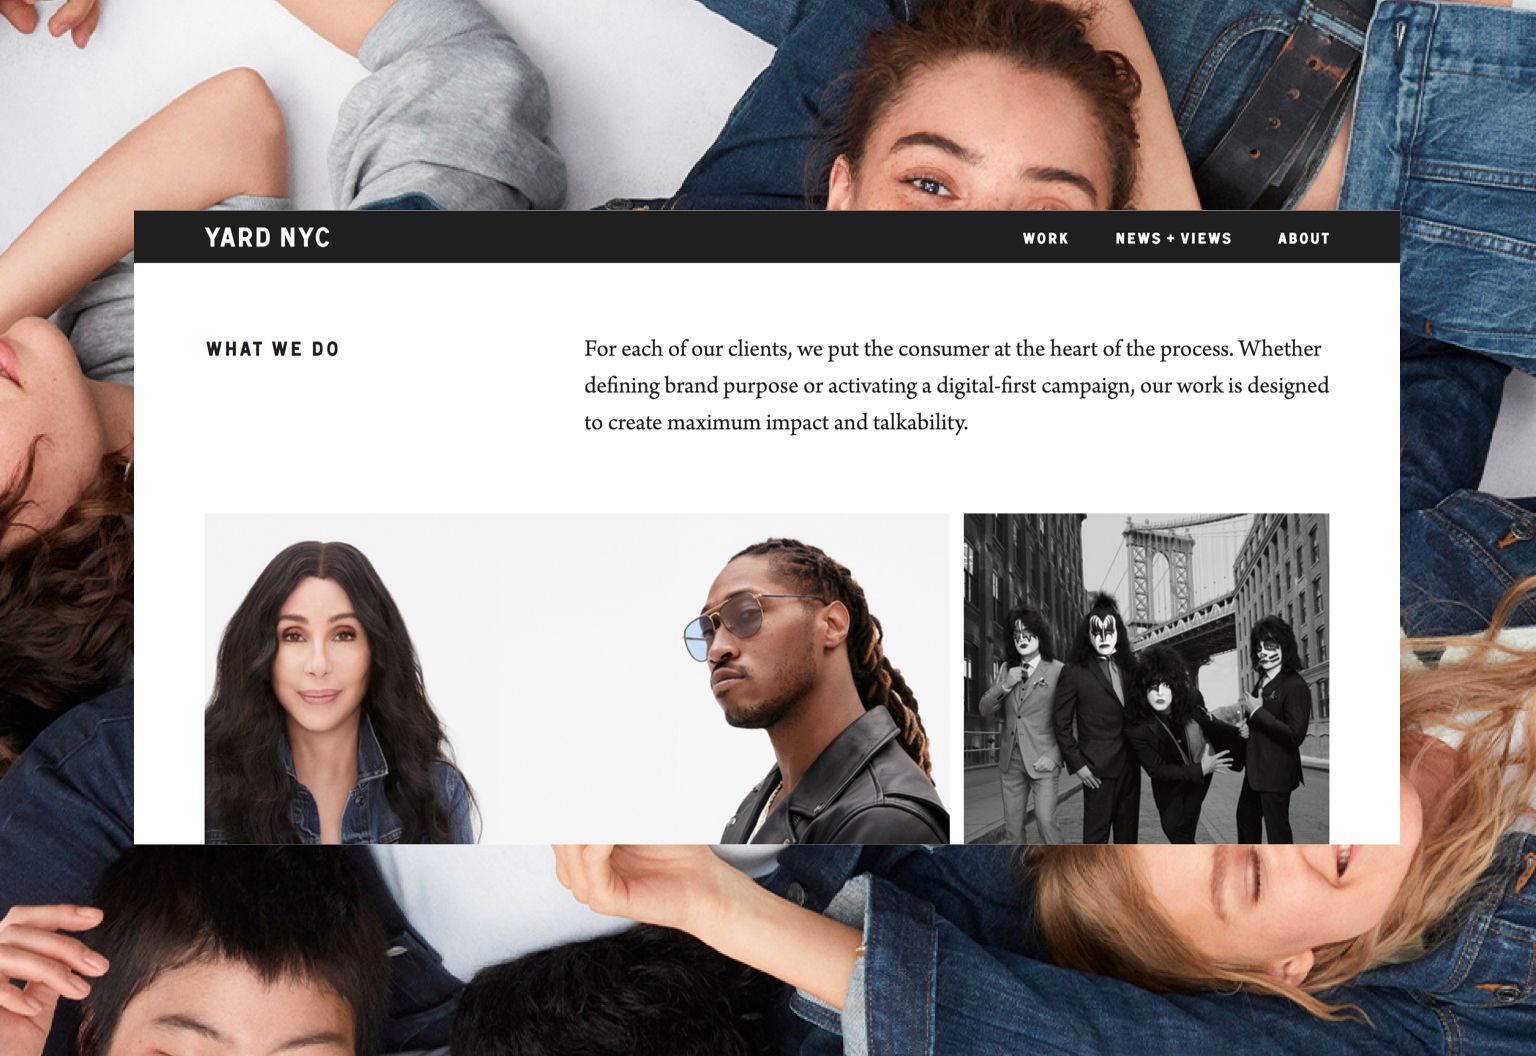 YARD NYC
WORK
NEWS + VIEWS
ABOUT
WHAT WE DO
For each of our clients, we put the consumer at the heart of the process. Whether
defining brand purpose or activating a digital-first campaign, our work is designed
to create maximum impact and talkability.